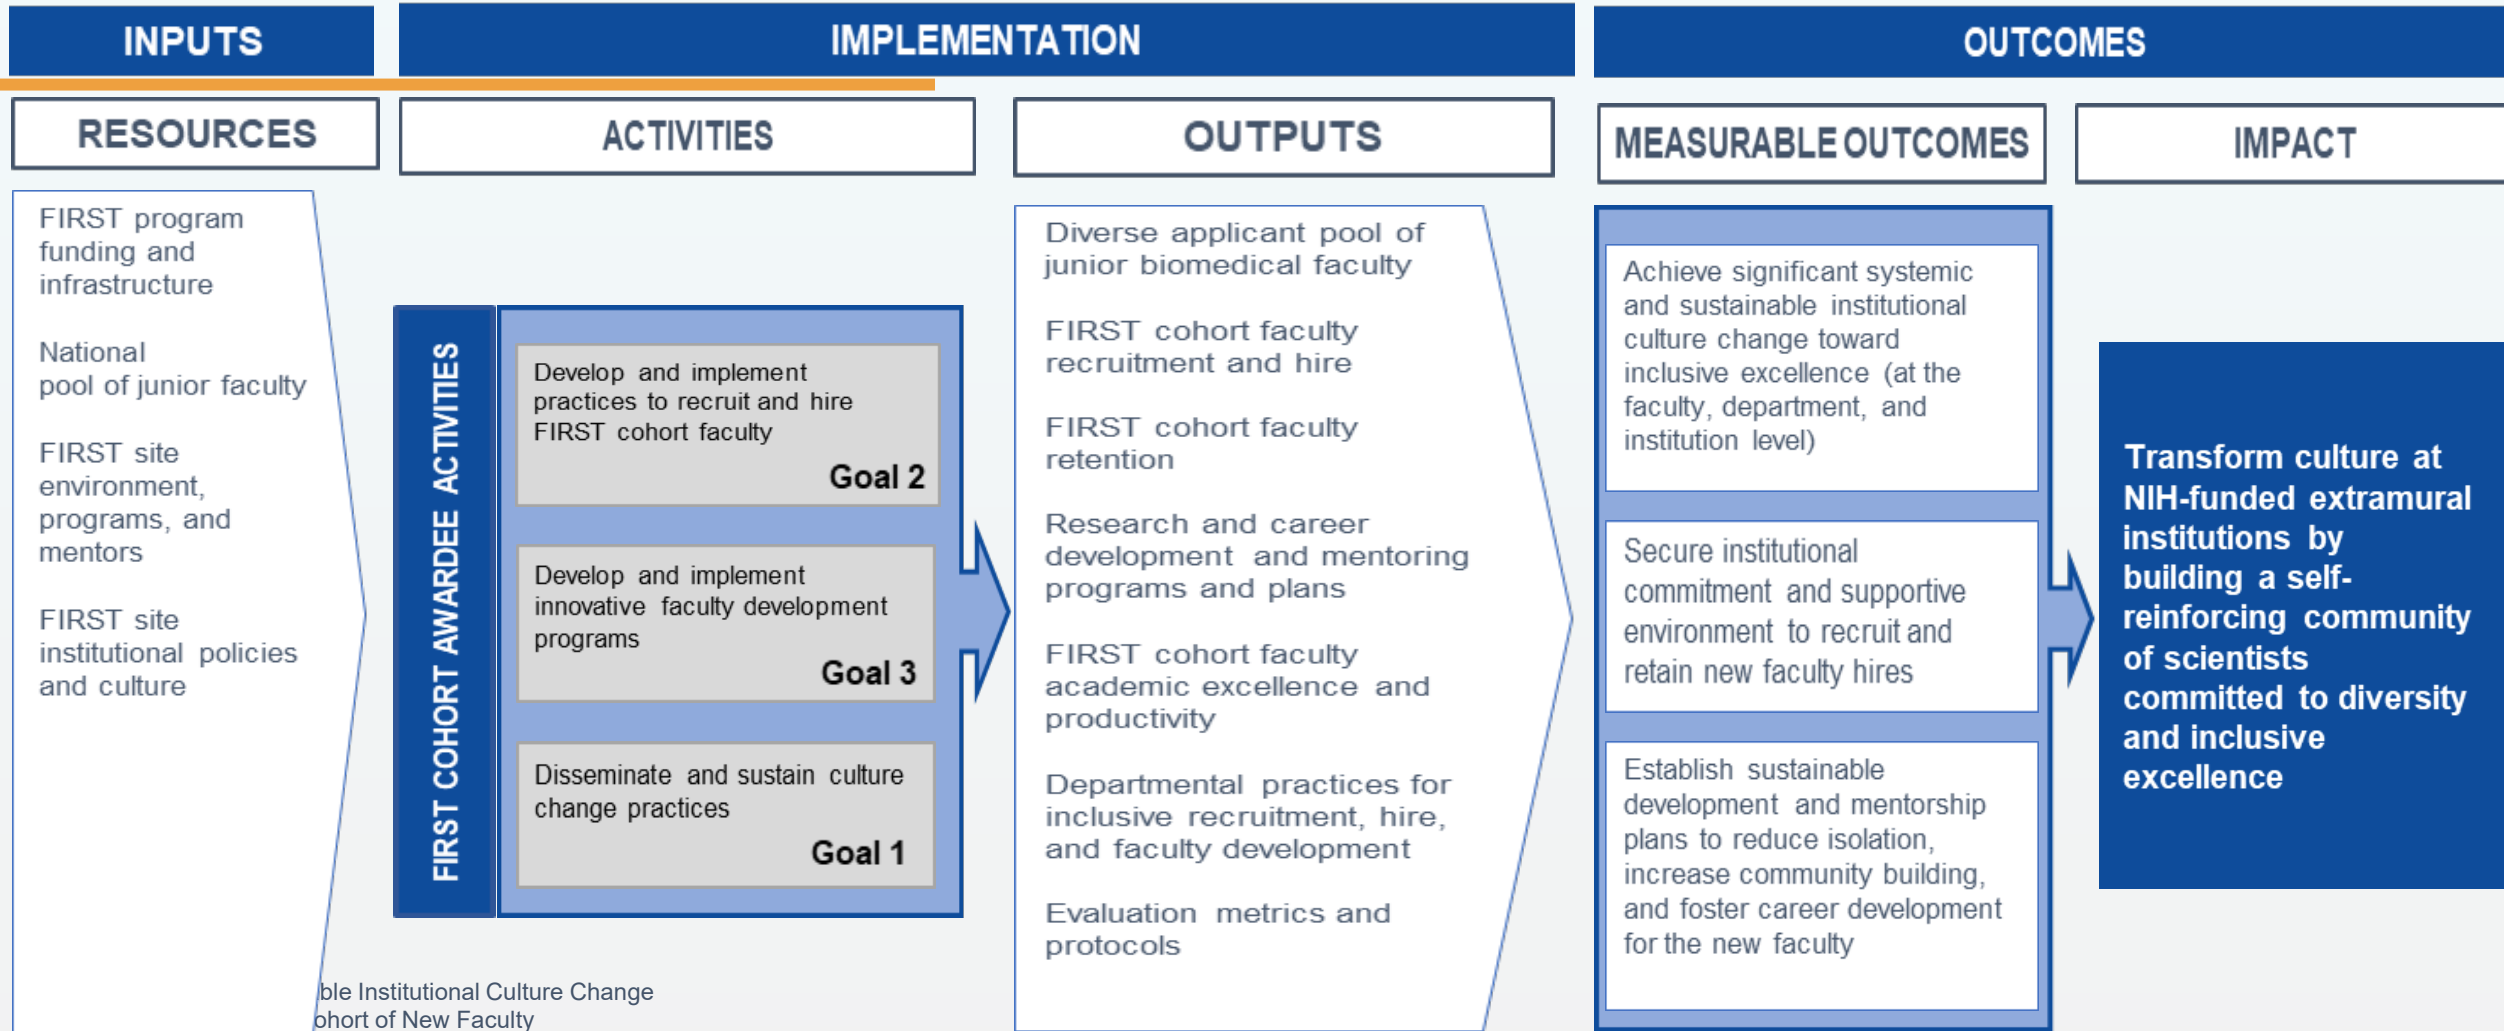 INPUTS
IMPLEMENTATION
OUTCOMES
RESOURCES
ACTIVITIES
OUTPUTS
MEASURABLE OUTCOMES
IMPACT
FIRST program
funding and
infrastructure
National
pool of junior faculty
FIRST site
environment,
programs, and
mentors
FIRST site
institutional policies
and culture
FIRST COHORT AWARDEE ACTIVITIES
Develop and implement
practices to recruit and hire
FIRST cohort faculty
Goal 2
Develop and implement
innovative faculty development
programs
Goal 3
Disseminate and sustain culture
change practices
Goal 1
Diverse applicant pool of
junior biomedical faculty
FIRST cohort faculty
recruitment and hire
FIRST cohort faculty
retention
Research and career
development and mentoring
programs and plans
FIRST cohort faculty
academic excellence and
productivity
Departmental practices for
inclusive recruitment, hire,
and faculty development
Evaluation metrics and
protocols
Achieve significant systemic
and sustainable institutional
culture change toward
inclusive excellence (at the
faculty, department, and
institution level)
Secure institutional
commitment and supportive
environment to recruit and
retain new faculty hires
Establish sustainable
development and mentorship
plans to reduce isolation,
increase community building,
and foster career development
for the new faculty
Transform culture at
NIH-funded extramural
institutions by
building a self-
reinforcing community
of scientists
committed to diversity
and inclusive
excellence
ble Institutional Culture Change
ohort of New Faculty